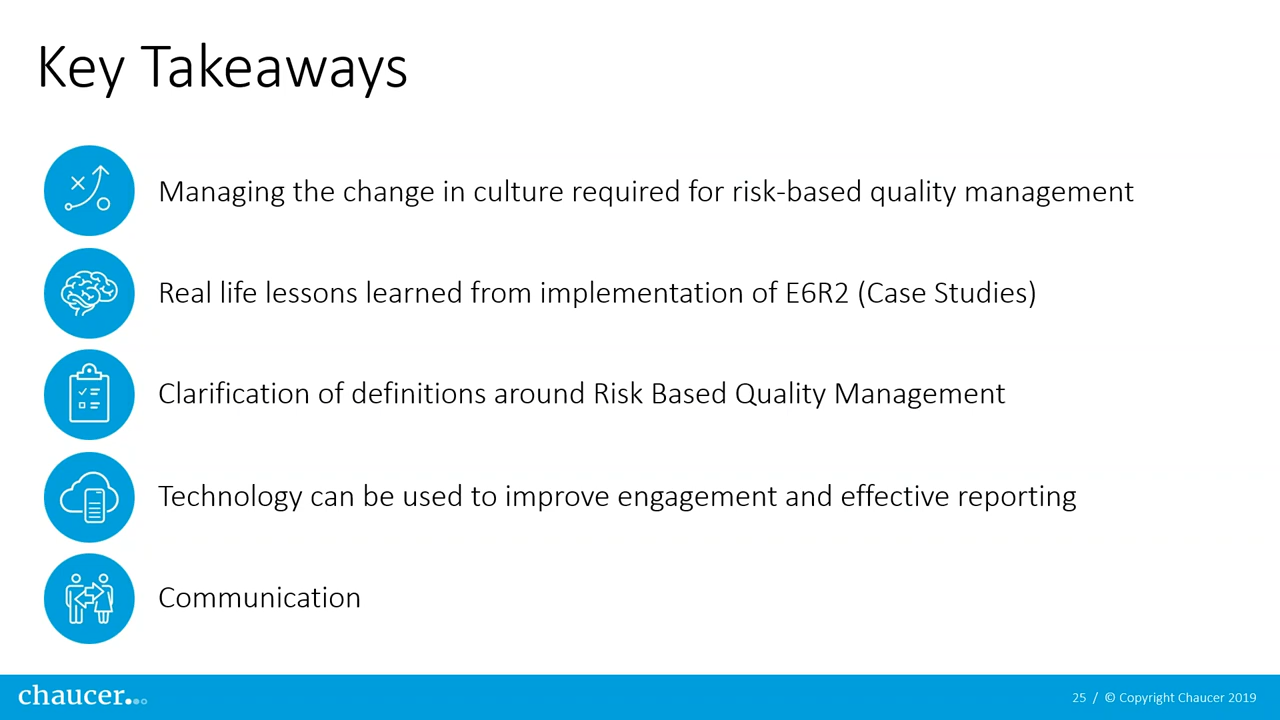 Key Takeaways
Managing the change in culture required for risk-based quality management
Real life lessons learned from implementation of E6R2 (Case Studies)
Clarification of definitions around Risk Based Quality Management
Technology can be used to improve engagement and effective reporting
Communication
chaucer.
25 / © Copyright Chaucer 2019